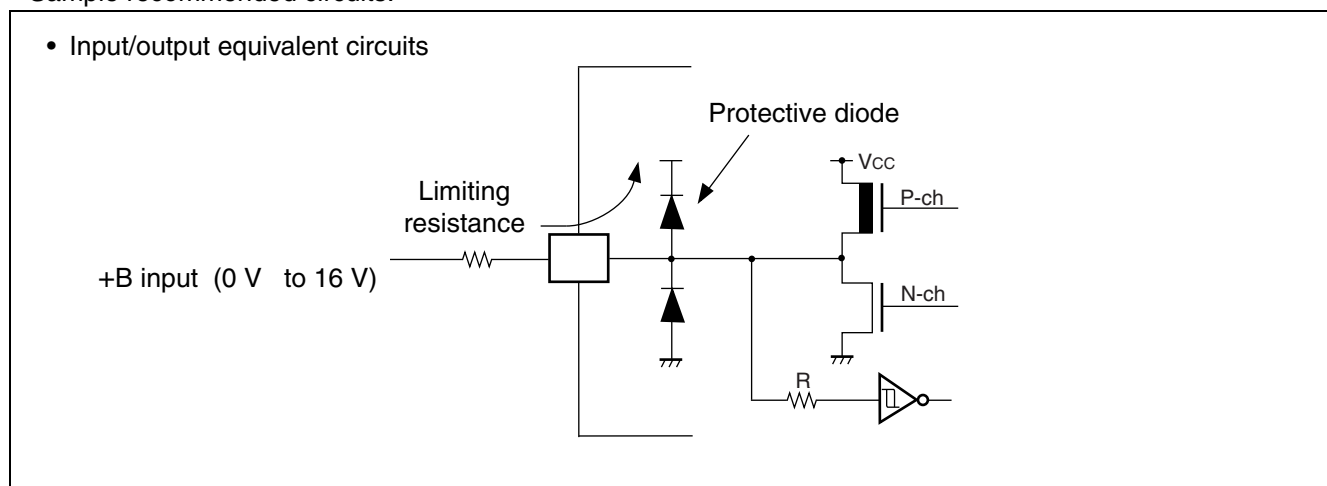 Sample recommended circuits:
• Input/output equivalent circuits
Protective diode
Vcc
Limiting
resistance
P-ch
+B input (0 V to 16 V)
N-ch
R